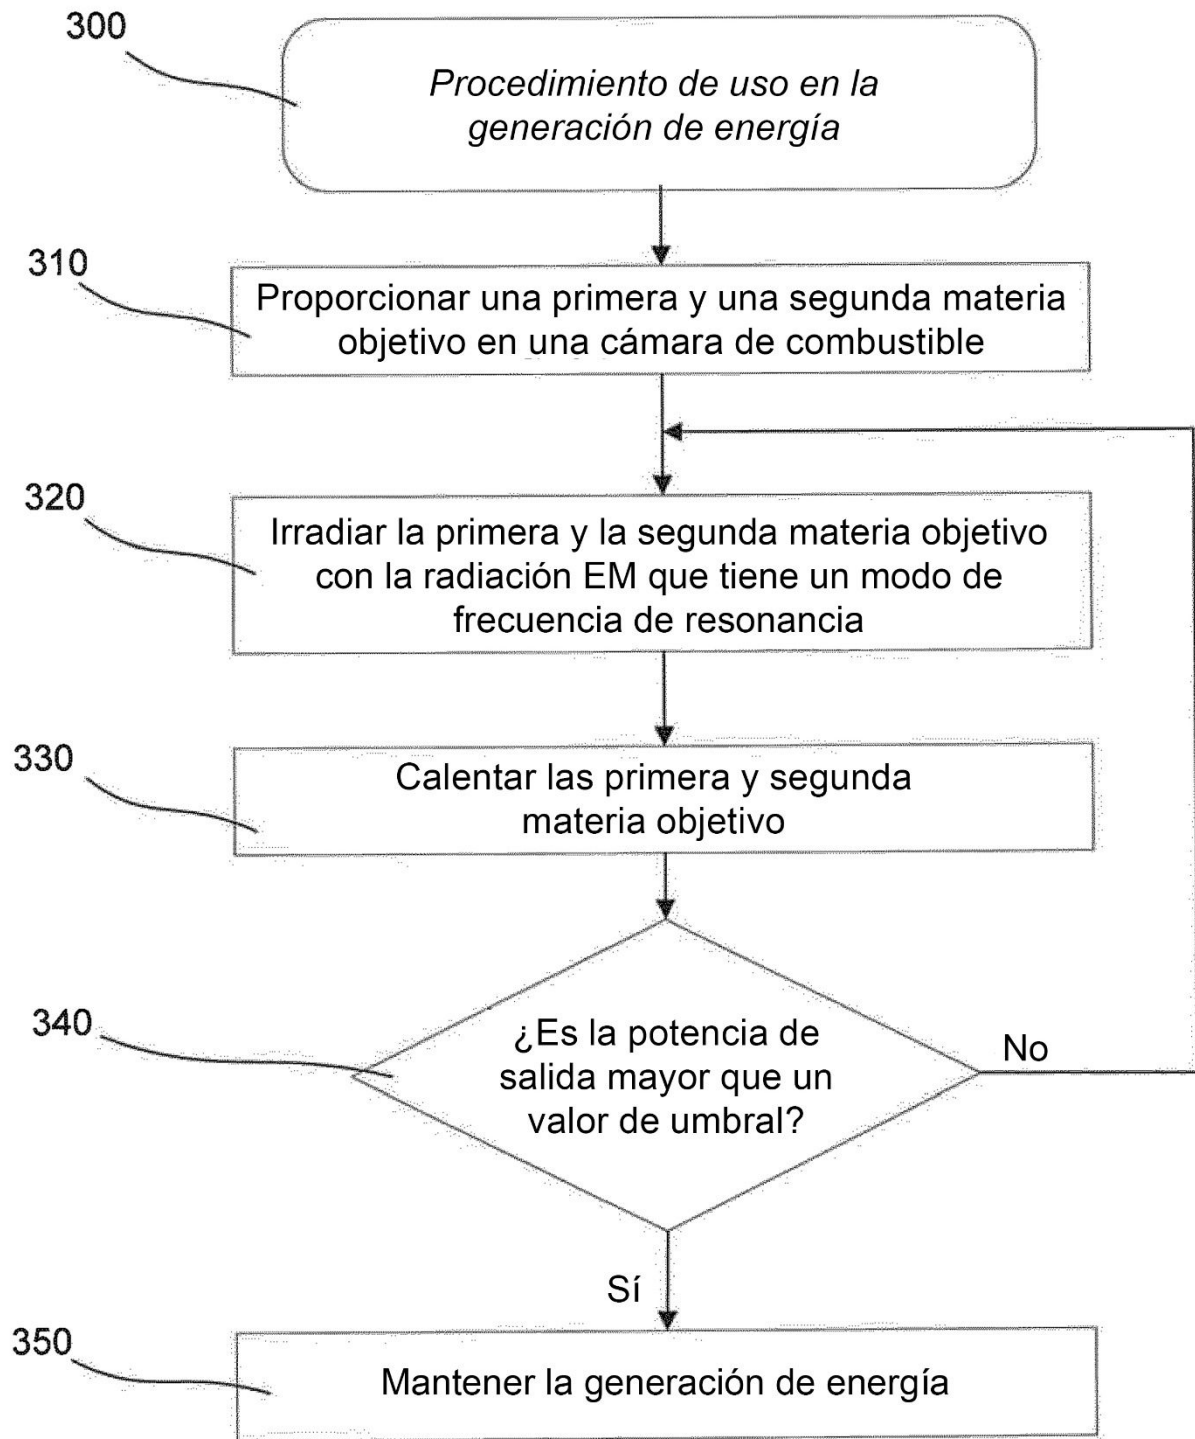 300
Procedimiento de uso en la
generación de energía
310
Proporcionar una primera y una segunda materia
objetivo en una cámara de combustible
320
Irradiar la primera y la segunda materia objetivo
con la radiación EM que tiene un modo de
frecuencia de resonancia
330
Calentar las primera y segunda
materia objetivo
340
¿Es la potencia de
salida mayor que un
valor de umbral?
No
Sí
350
Mantener la generación de energía